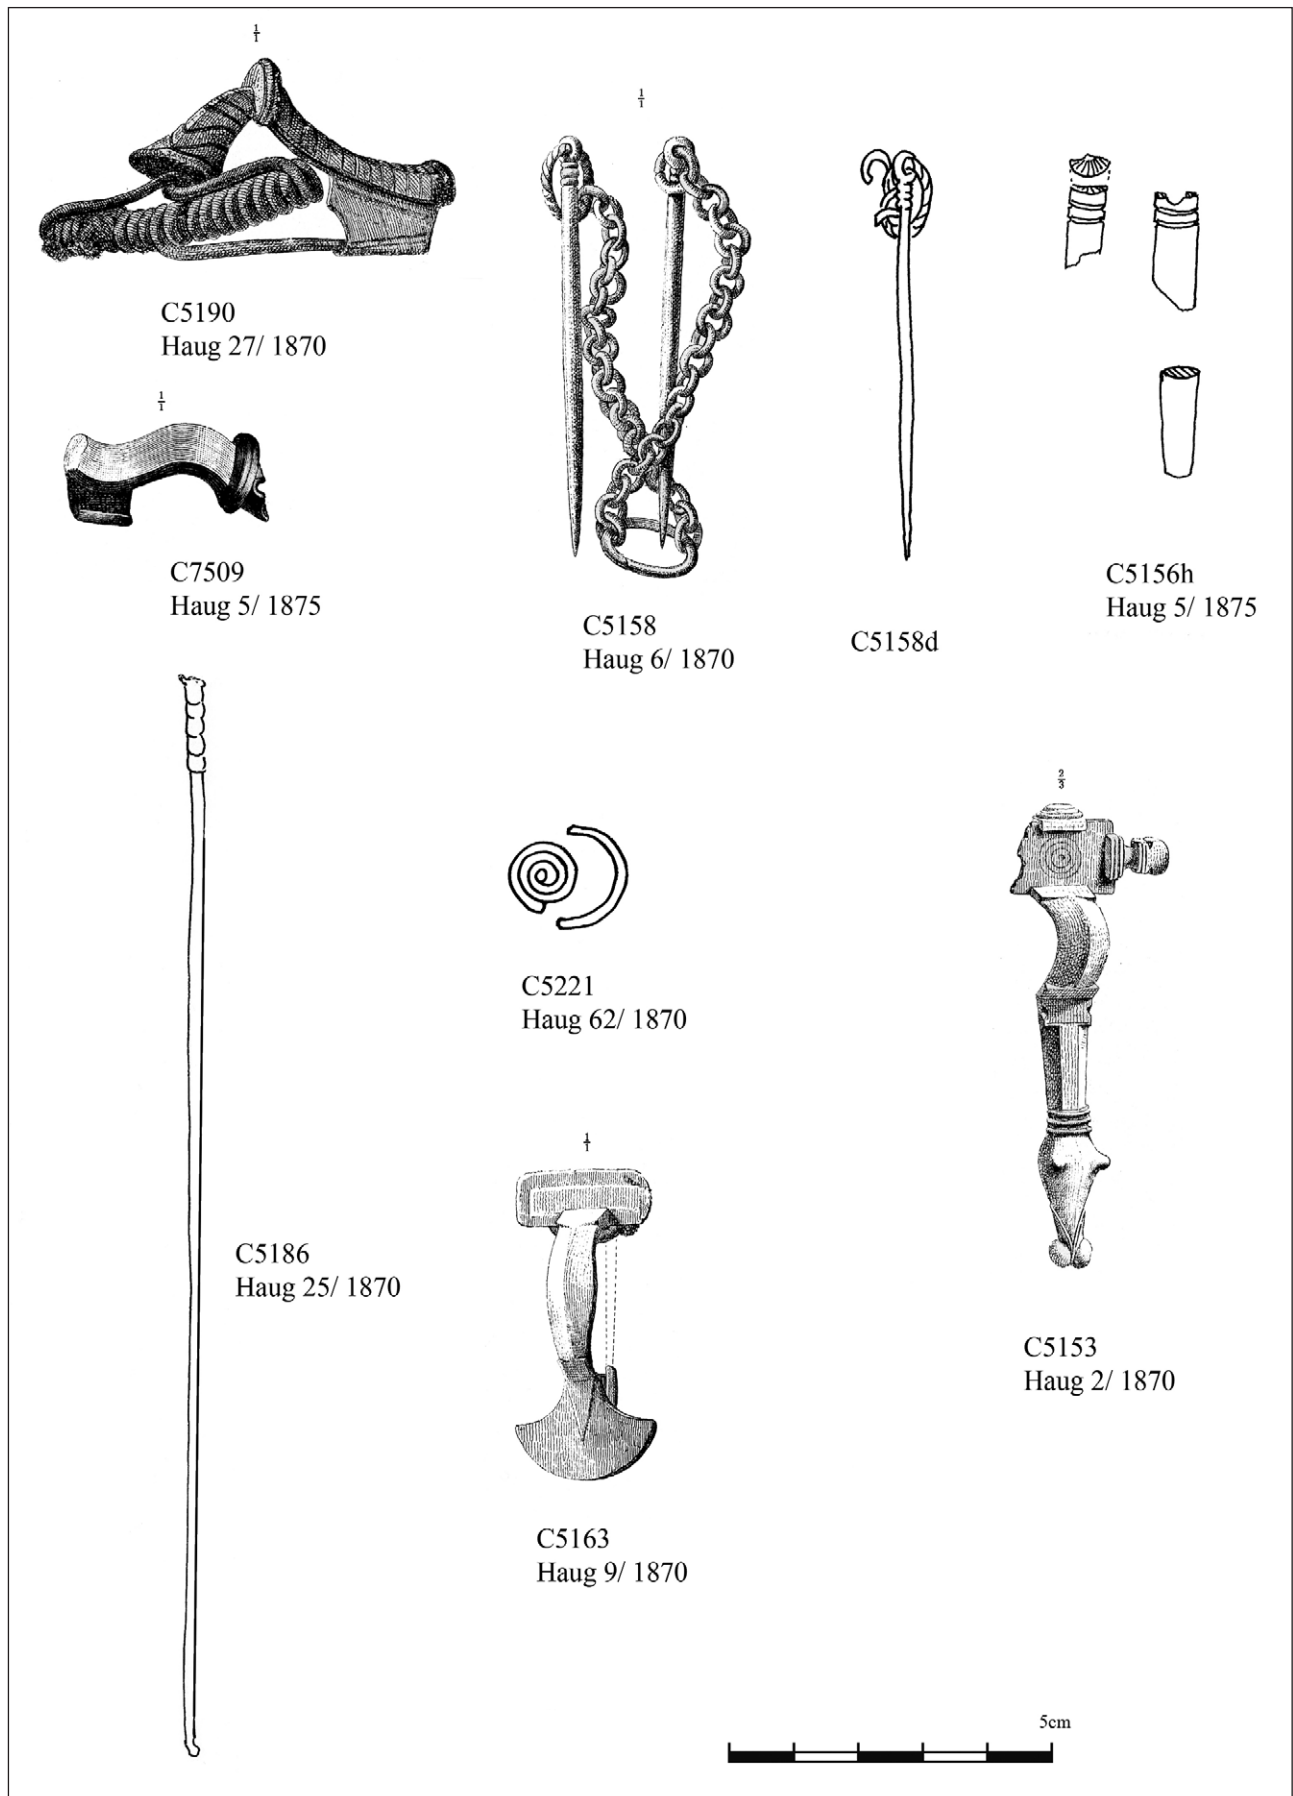 1/1
C5190
Haug 27/ 1870
1/1
C7509
Haug 5/ 1875
1/1
C5158
Haug 6/ 1870
C5158d
C5156h
Haug 5/ 1875
C5186
Haug 25/ 1870
C5221
Haug 62/ 1870
1/1
C5163
Haug 9/ 1870
2/3
C5153
Haug 2/ 1870
5cm